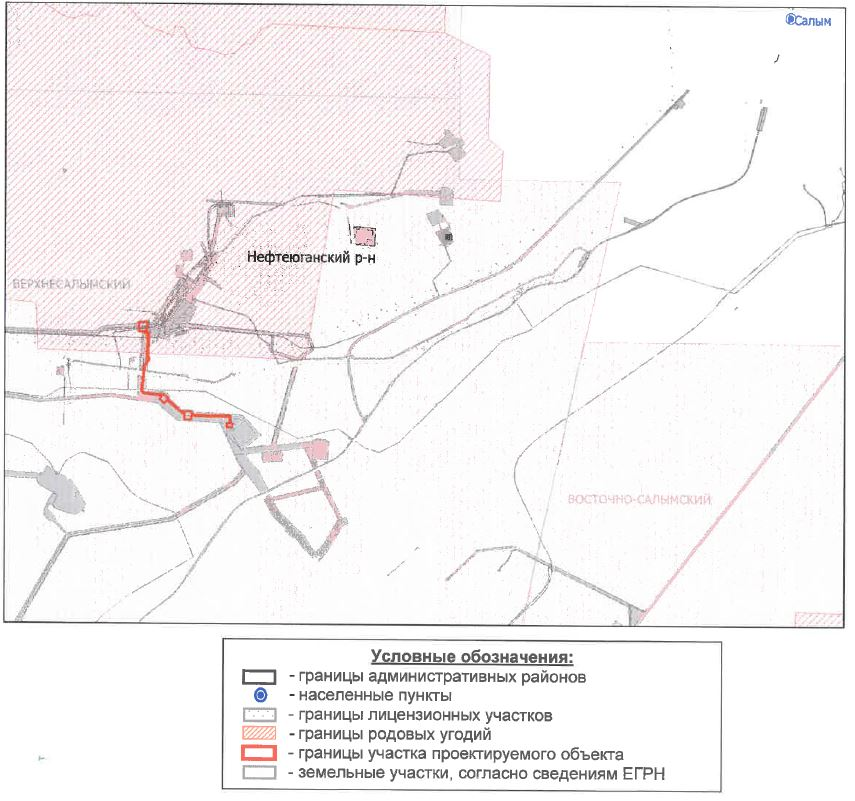 Салым
Нефтеюганский р-н
ВЕРХНЕСАЛЫМСКИЙ
ВОСТОЧНО-САЛЫМСКИЙ
Условные обозначения:
- границы административных районов
- населенные пункты
- границы лицензионных участков
- границы родовых угодий
- границы участка проектируемого объекта
- земельные участки, согласно сведениям ЕГРН